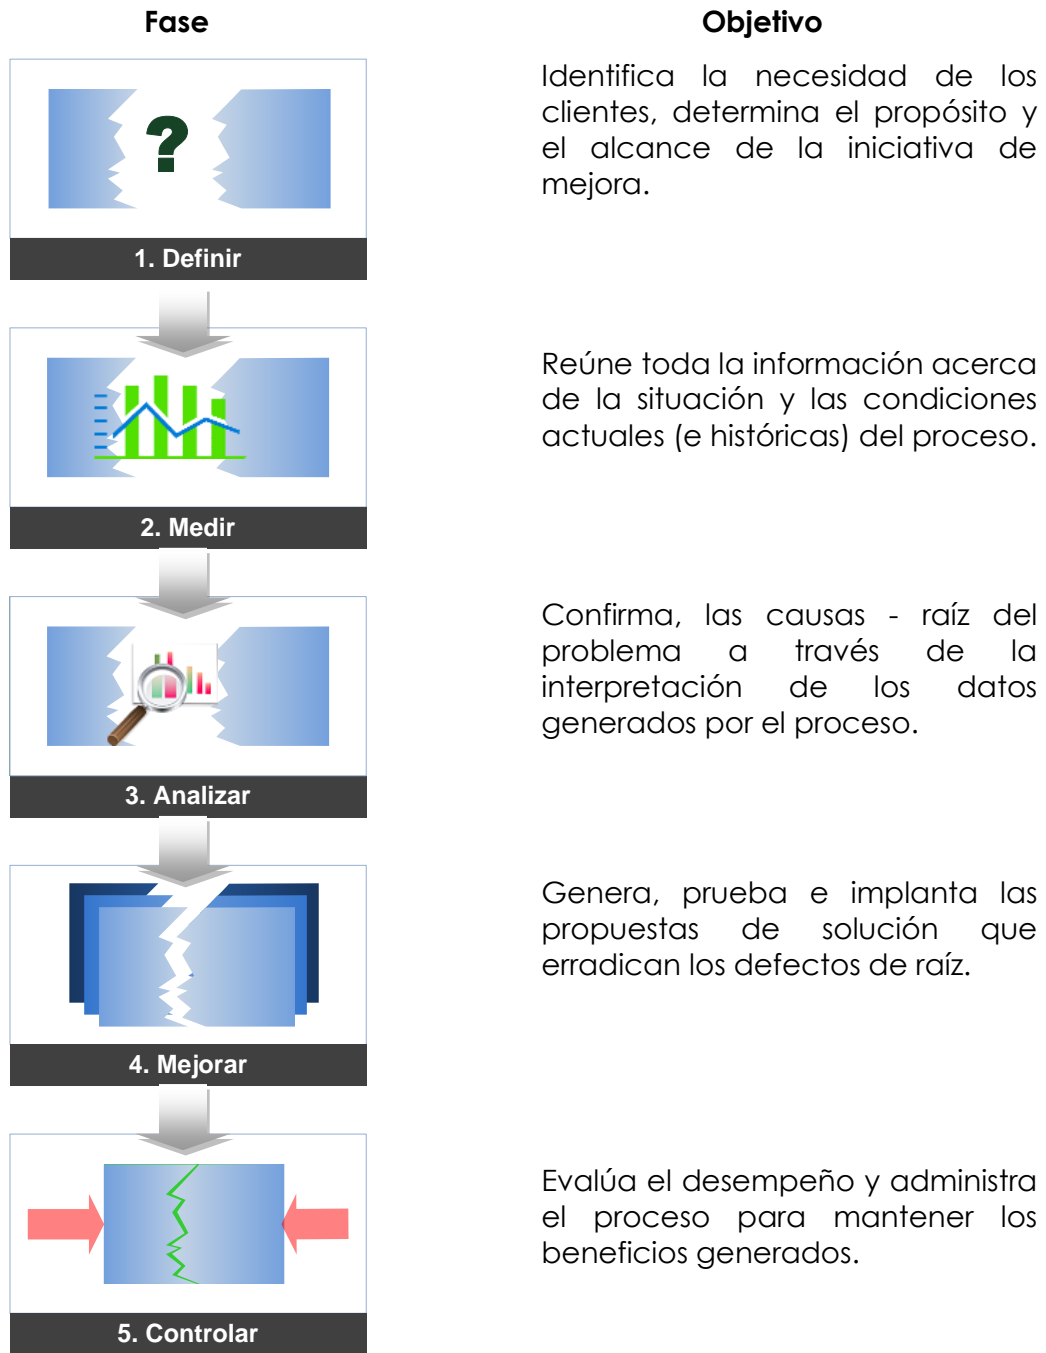 Fase
Objetivo
Identifica la necesidad de los
clientes, determina el propósito y
el alcance de la iniciativa de
mejora.
1. Definir
Reúne toda la información acerca
de la situación y las condiciones
actuales (e históricas) del proceso.
2. Medir
Confirma, las causas - raíz del
problema a través de la
interpretación de los datos
generados por el proceso.
3. Analizar
Genera, prueba e implanta las
propuestas de solución que
erradican los defectos de raíz.
4. Mejorar
Evalúa el desempeño y administra
el proceso para mantener los
beneficios generados.
5. Controlar